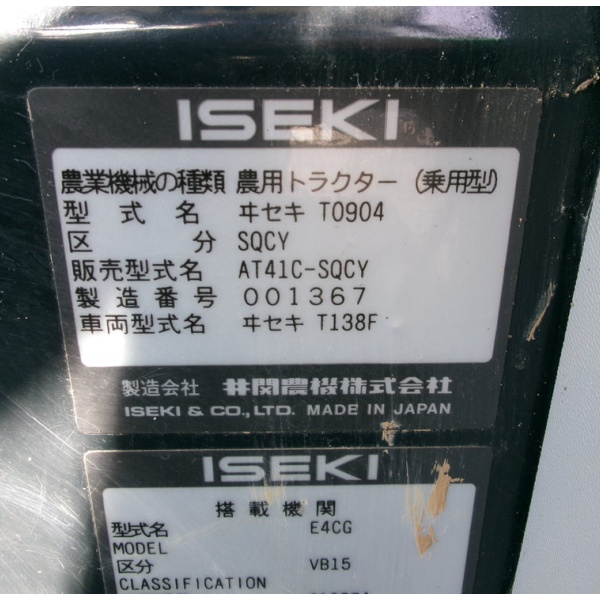 ISEKI
農業機械の種類 農用トラクター（乗用型）
型式名 ヰセキ T0904
区分 SQCY
販売型式名 AT41C-SQCY
製造番号 001367
車両型式名 ヰセキ T138F
製造会社 井関農機株式会社
ISEKI & CO., LTD. MADE IN JAPAN
ISEKI
搭載機関
型式名 E4CG
MODEL
区分 VB15
CLASSIFICATION